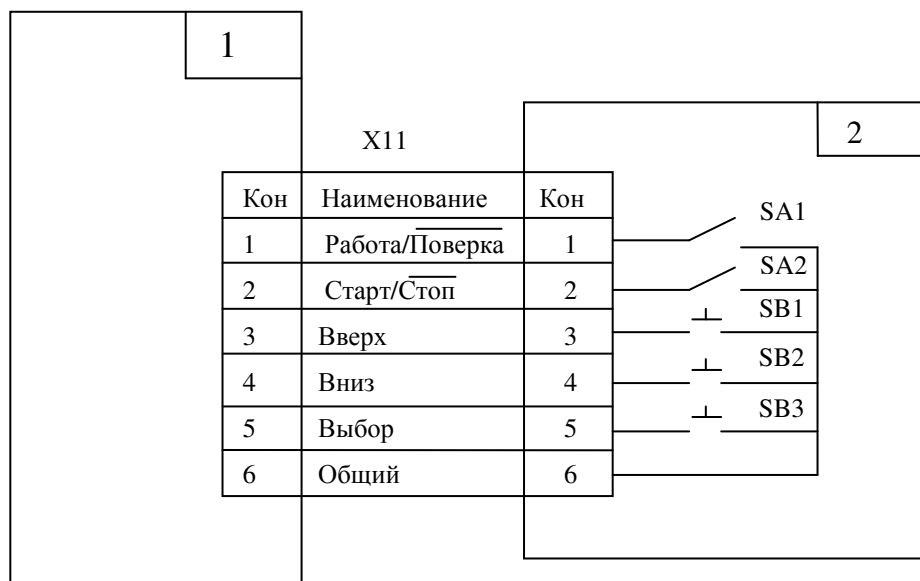 1
2
X11
Кон Наименование Кон
1 Работа/Поверка 1
2 Старт/Стоп 2
3 Вверх 3
4 Вниз 4
5 Выбор 5
6 Общий 6
SA1
SA2
SB1
SB2
SB3